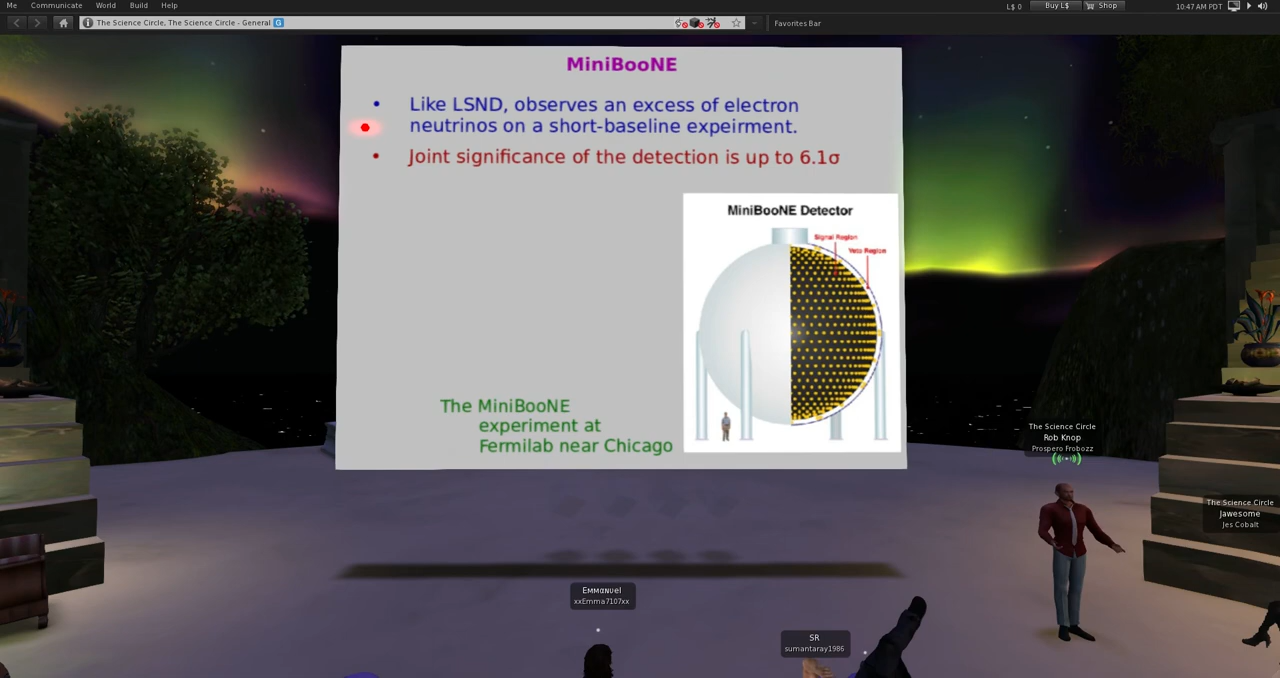 Me Communicate World Build Help
L$ 0 Buy L$ Shop 10:47 AM PDT
The Science Circle, The Science Circle - General G
Favorites Bar
MiniBooNE
• Like LSND, observes an excess of electron
neutrinos on a short-baseline expeirment.
• Joint significance of the detection is up to 6.1σ
MiniBooNE Detector
Signal Region
Veto Region
The MiniBooNE
experiment at
Fermilab near Chicago
The Science Circle
Rob Knop
Prospero Frobozz
The Science Circle
Jawesome
Jes Cobalt
Emmαnυel
xxEmma7107xx
SR
sumantaray1986